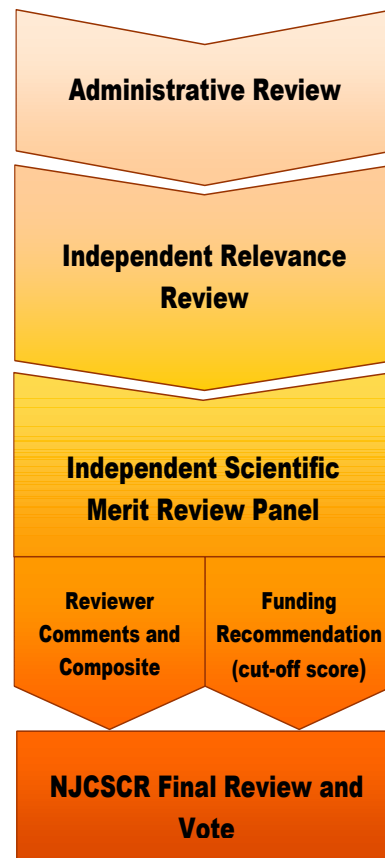 Administrative Review
Independent Relevance
Review
Independent Scientific
Merit Review Panel
Reviewer
Comments and
Composite
Funding
Recommendation
(cut-off score)
NJCSCR Final Review and
Vote